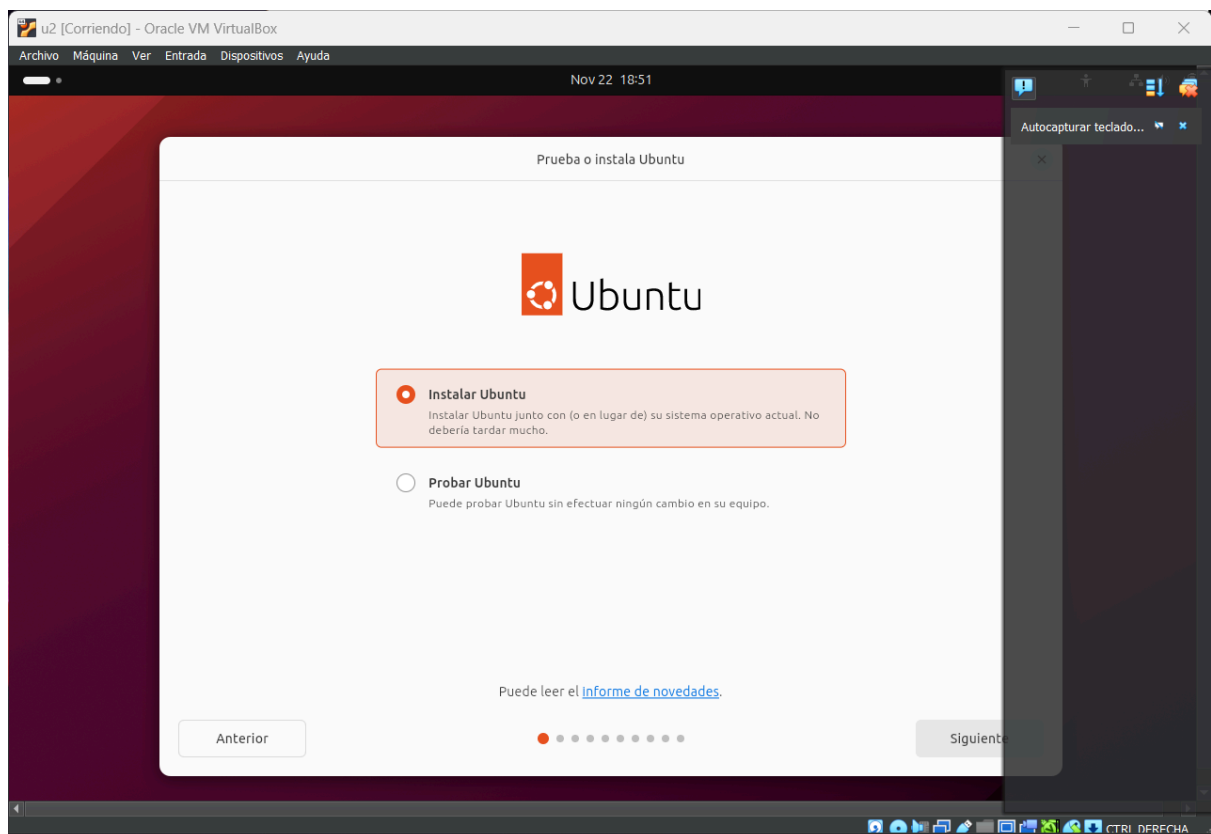 u2 [Corriendo] - Oracle VM VirtualBox
Archivo Máquina Ver Entrada Dispositivos Ayuda
Nov 22 18:51
Autocapturar teclado...
Prueba o instala Ubuntu
Ubuntu
Instalar Ubuntu
Instalar Ubuntu junto con (o en lugar de) su sistema operativo actual. No
debería tardar mucho.
Probar Ubuntu
Puede probar Ubuntu sin efectuar ningún cambio en su equipo.
Puede leer el informe de novedades.
Anterior
Siguiente
CTRL DERECHA